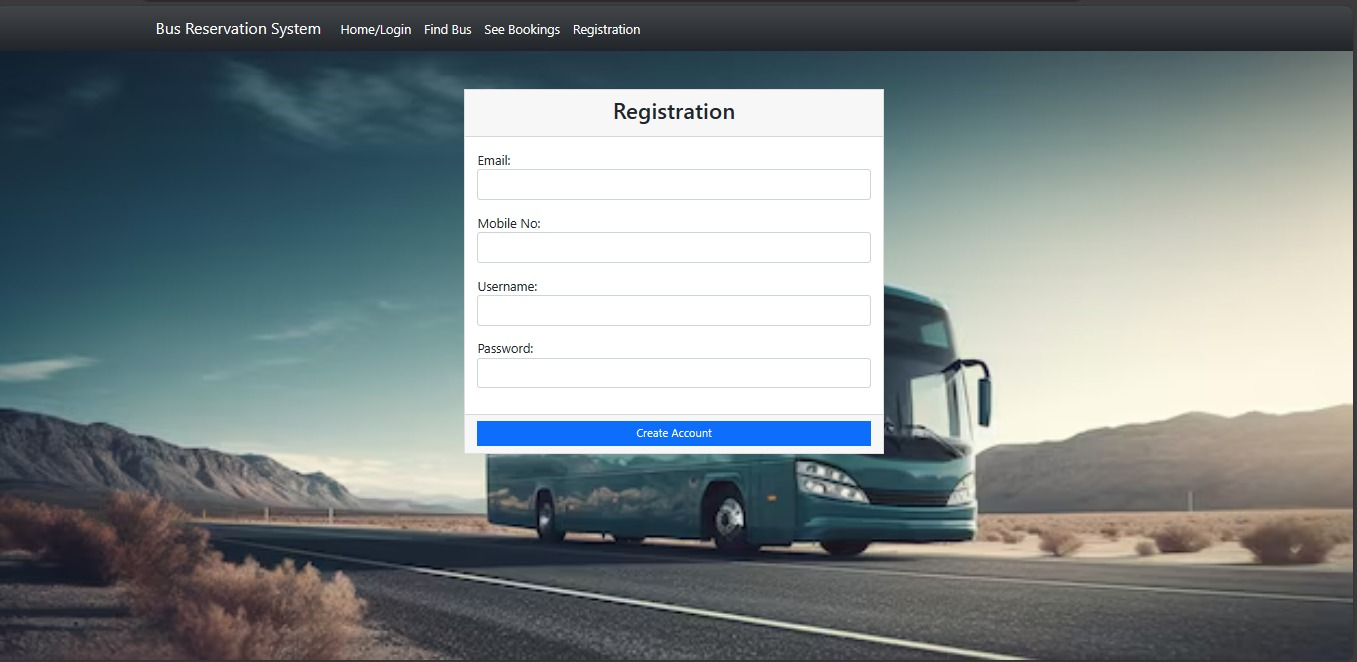 Bus Reservation System Home/Login Find Bus See Bookings Registration
Registration
Email:
Mobile No:
Username:
Password:
Create Account